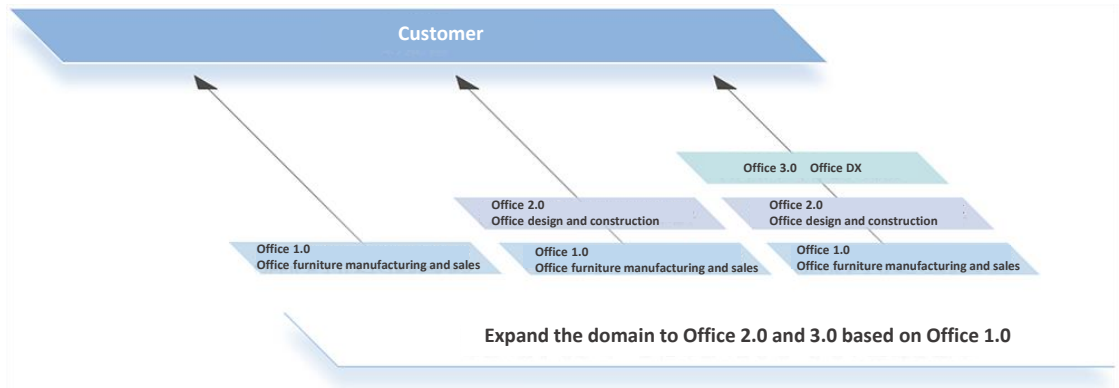 Customer
Office 3.0 Office DX
Office 2.0
Office design and construction
Office 2.0
Office design and construction
Office 1.0
Office furniture manufacturing and sales
Office 1.0
Office furniture manufacturing and sales
Office 1.0
Office furniture manufacturing and sales
Expand the domain to Office 2.0 and 3.0 based on Office 1.0